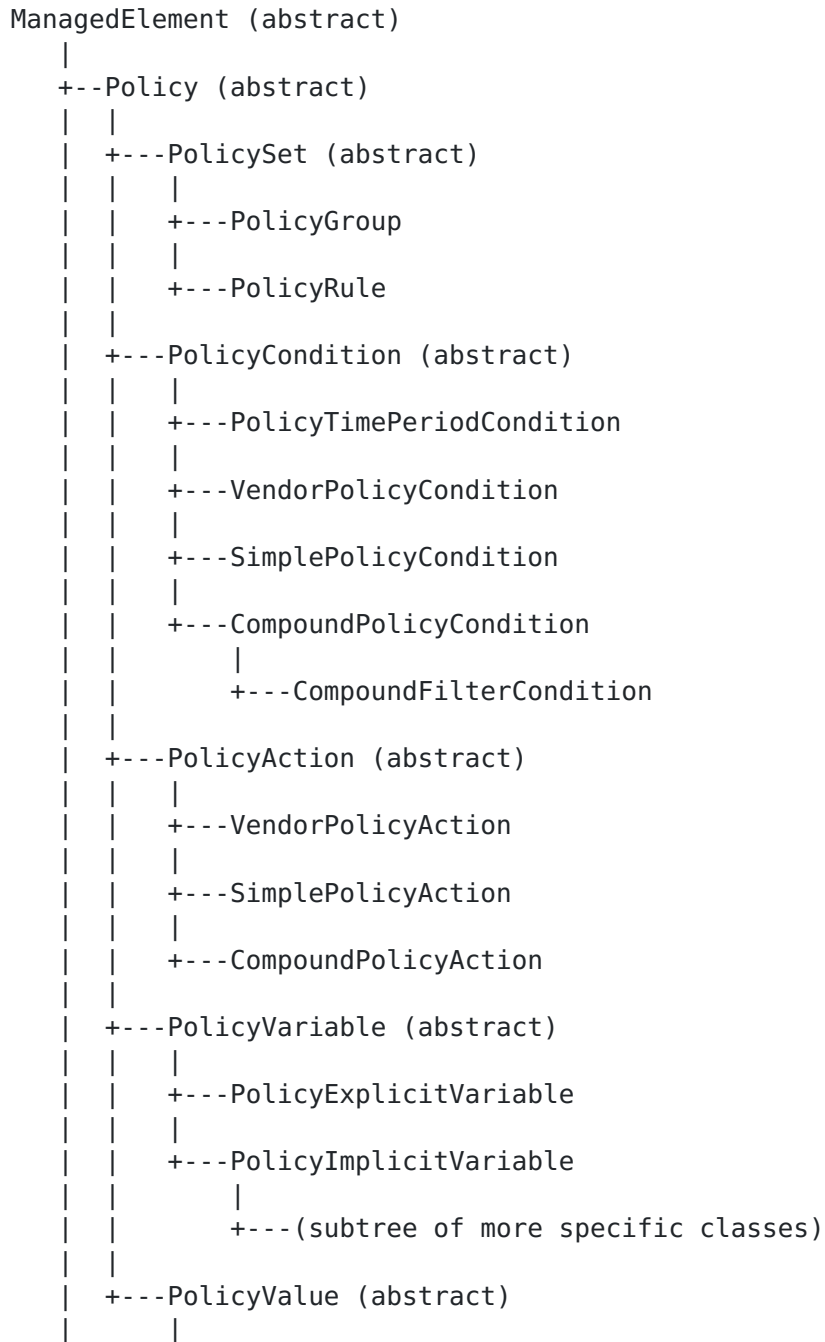 ManagedElement (abstract)
   |
   +--Policy (abstract)
   |  |
   |  +---PolicySet (abstract)
   |  |   |
   |  |   +---PolicyGroup
   |  |   |
   |  |   +---PolicyRule
   |  |
   |  +---PolicyCondition (abstract)
   |  |   |
   |  |   +---PolicyTimePeriodCondition
   |  |   |
   |  |   +---VendorPolicyCondition
   |  |   |
   |  |   +---SimplePolicyCondition
   |  |   |
   |  |   +---CompoundPolicyCondition
   |  |       |
   |  |       +---CompoundFilterCondition
   |  |
   |  +---PolicyAction (abstract)
   |  |   |
   |  |   +---VendorPolicyAction
   |  |   |
   |  |   +---SimplePolicyAction
   |  |   |
   |  |   +---CompoundPolicyAction
   |  |
   |  +---PolicyVariable (abstract)
   |  |   |
   |  |   +---PolicyExplicitVariable
   |  |   |
   |  |   +---PolicyImplicitVariable
   |  |       |
   |  |       +---(subtree of more specific classes)
   |  |
   |  +---PolicyValue (abstract)
   |      |